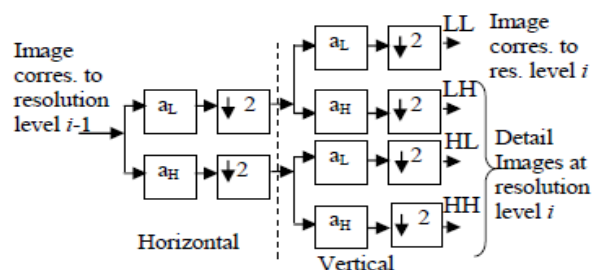 Image
corres. to
resolution
level i-1
a_L
↓ 2
a_H
↓ 2
Horizontal
a_L
↓ 2
LL
a_H
↓ 2
LH
a_L
↓ 2
HL
a_H
↓ 2
HH
Vertical
Image
corres. to
res. level i
Detail
Images at
resolution
level i